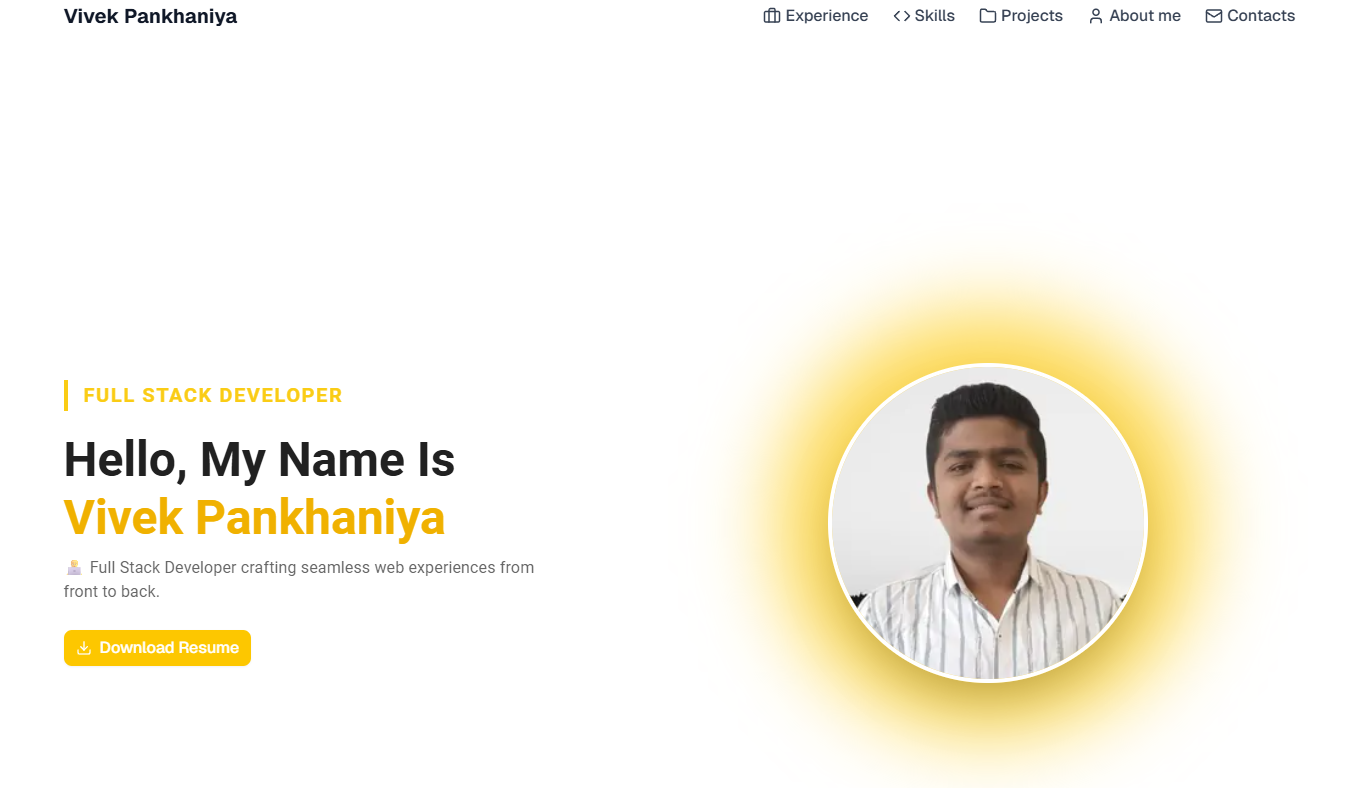 Vivek Pankhaniya
Experience
Skills
Projects
About me
Contacts
FULL STACK DEVELOPER
Hello, My Name Is
Vivek Pankhaniya
Full Stack Developer crafting seamless web experiences from
front to back.
Download Resume